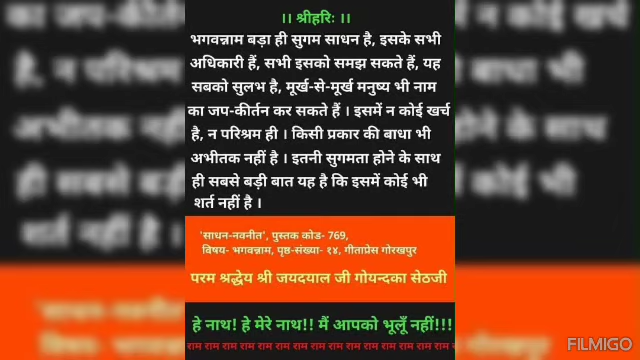 ।। श्रीहरिः ।।
भगवन्नाम बड़ा ही सुगम साधन है, इसके सभी
अधिकारी हैं, सभी इसको समझ सकते हैं, यह
सबको सुलभ है, मूर्ख-से-मूर्ख मनुष्य भी नाम
का जप-कीर्तन कर सकते हैं । इसमें न कोई खर्च
है, न परिश्रम ही । किसी प्रकार की बाधा भी
अभीतक नहीं है । इतनी सुगमता होने के साथ
ही सबसे बड़ी बात यह है कि इसमें कोई भी
शर्त नहीं है ।
'साधन-नवनीत', पुस्तक कोड- 769,
विषय- भगवन्नाम, पृष्ठ-संख्या- १४, गीताप्रेस गोरखपुर
परम श्रद्धेय श्री जयदयाल जी गोयन्दका सेठजी
हे नाथ! हे मेरे नाथ!! मैं आपको भूलूँ नहीं!!!
राम राम राम राम राम राम राम राम राम राम राम राम राम राम राम
FILMIGO